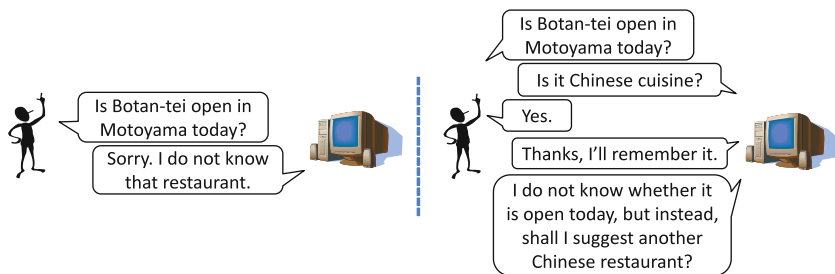 Is Botan-tei open in
Motoyama today?
Sorry. I do not know
that restaurant.
Is Botan-tei open in
Motoyama today?
Is it Chinese cuisine?
Yes.
Thanks, I’ll remember it.
I do not know whether it
is open today, but instead,
shall I suggest another
Chinese restaurant?